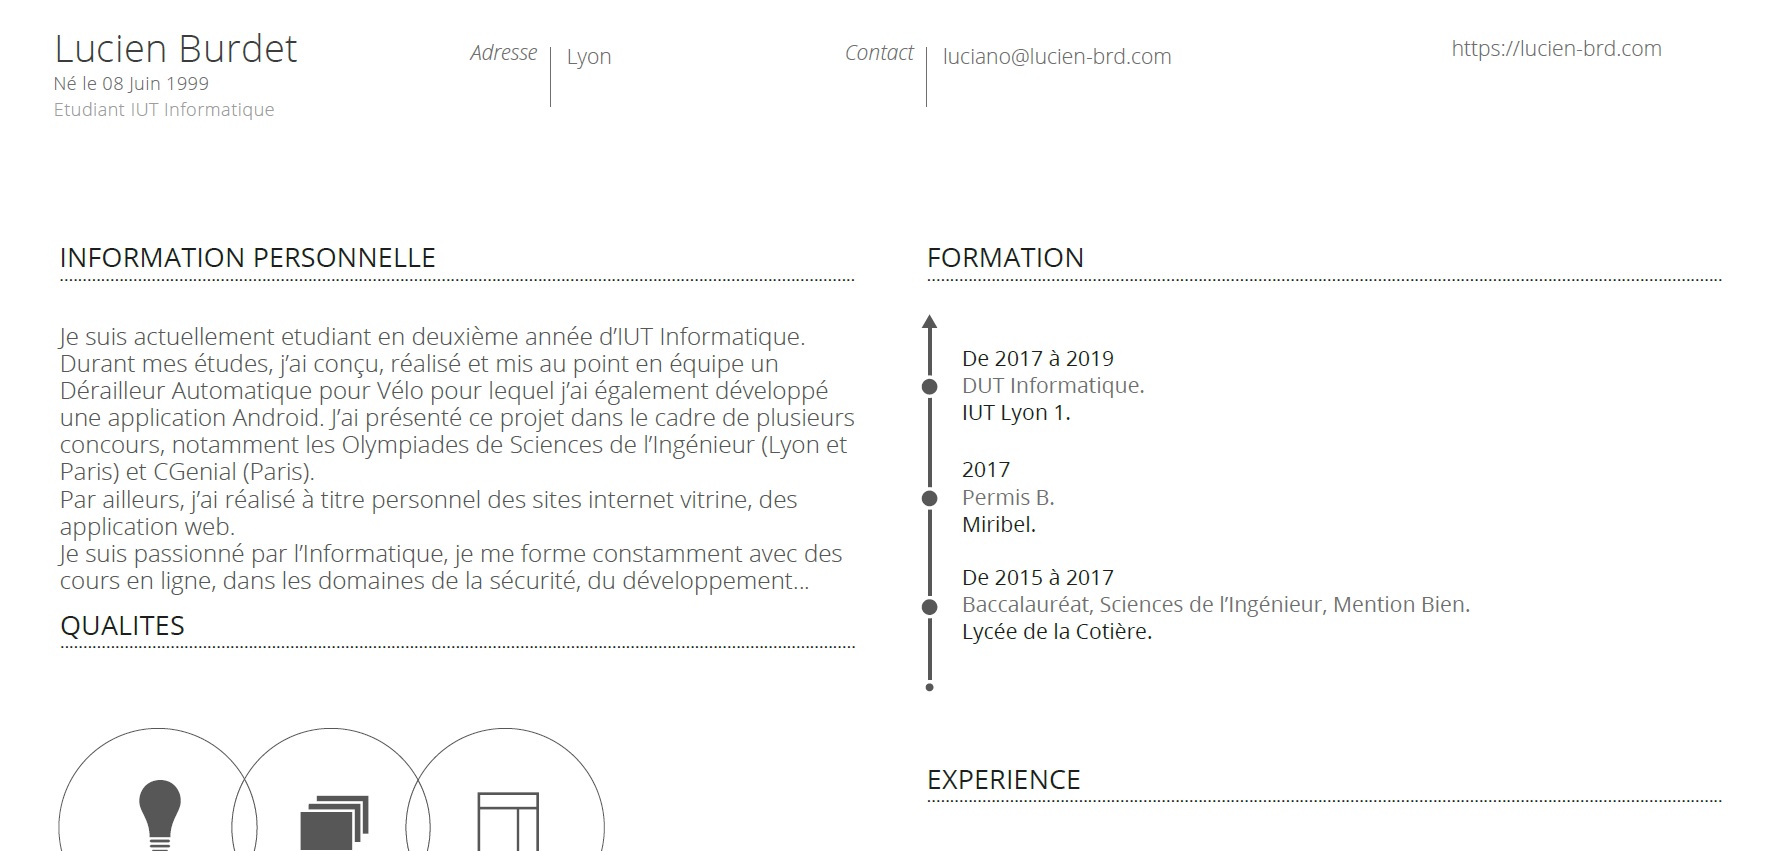 Lucien Burdet
Né le 08 Juin 1999
Etudiant IUT Informatique
Adresse
Lyon
Contact
luciano@lucien-brd.com
https://lucien-brd.com
INFORMATION PERSONNELLE
Je suis actuellement etudiant en deuxième année d’IUT Informatique.
Durant mes études, j’ai conçu, réalisé et mis au point en équipe un
Dérailleur Automatique pour Vélo pour lequel j’ai également développé
une application Android. J’ai présenté ce projet dans le cadre de plusieurs
concours, notamment les Olympiades de Sciences de l’Ingénieur (Lyon et
Paris) et CGenial (Paris).
Par ailleurs, j’ai réalisé à titre personnel des sites internet vitrine, des
application web.
Je suis passionné par l’Informatique, je me forme constamment avec des
cours en ligne, dans les domaines de la sécurité, du développement...
QUALITES
FORMATION
De 2017 à 2019
DUT Informatique.
IUT Lyon 1.
2017
Permis B.
Miribel.
De 2015 à 2017
Baccalauréat, Sciences de l’Ingénieur, Mention Bien.
Lycée de la Cotière.
EXPERIENCE